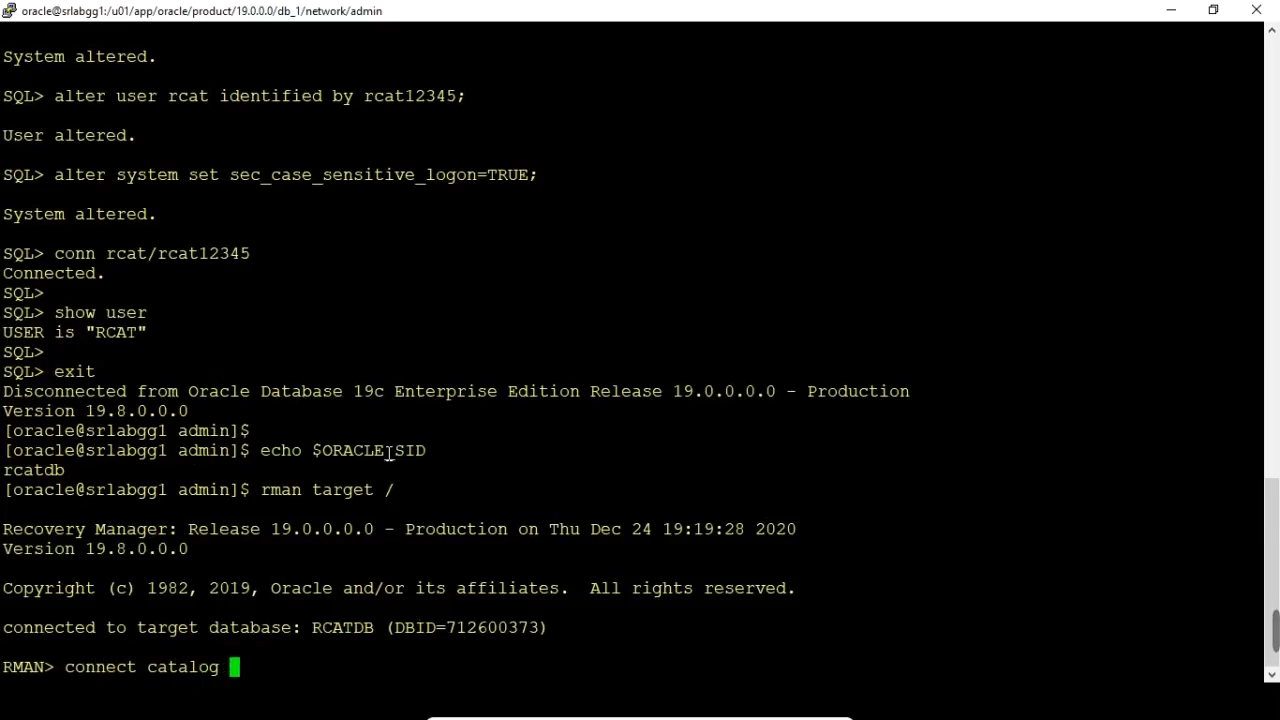 oracle@srlabgg1:/u01/app/oracle/product/19.0.0.0/db_1/network/admin
System altered.
SQL> alter user rcat identified by rcat12345;
User altered.
SQL> alter system set sec_case_sensitive_logon=TRUE;
System altered.
SQL> conn rcat/rcat12345
Connected.
SQL>
SQL> show user
USER is "RCAT"
SQL>
SQL> exit
Disconnected from Oracle Database 19c Enterprise Edition Release 19.0.0.0.0 - Production
Version 19.8.0.0.0
[oracle@srlabgg1 admin]$
[oracle@srlabgg1 admin]$ echo $ORACLE_SID
rcatdb
[oracle@srlabgg1 admin]$ rman target /
Recovery Manager: Release 19.0.0.0.0 - Production on Thu Dec 24 19:19:28 2020
Version 19.8.0.0.0
Copyright (c) 1982, 2019, Oracle and/or its affiliates.  All rights reserved.
connected to target database: RCATDB (DBID=712600373)
RMAN> connect catalog